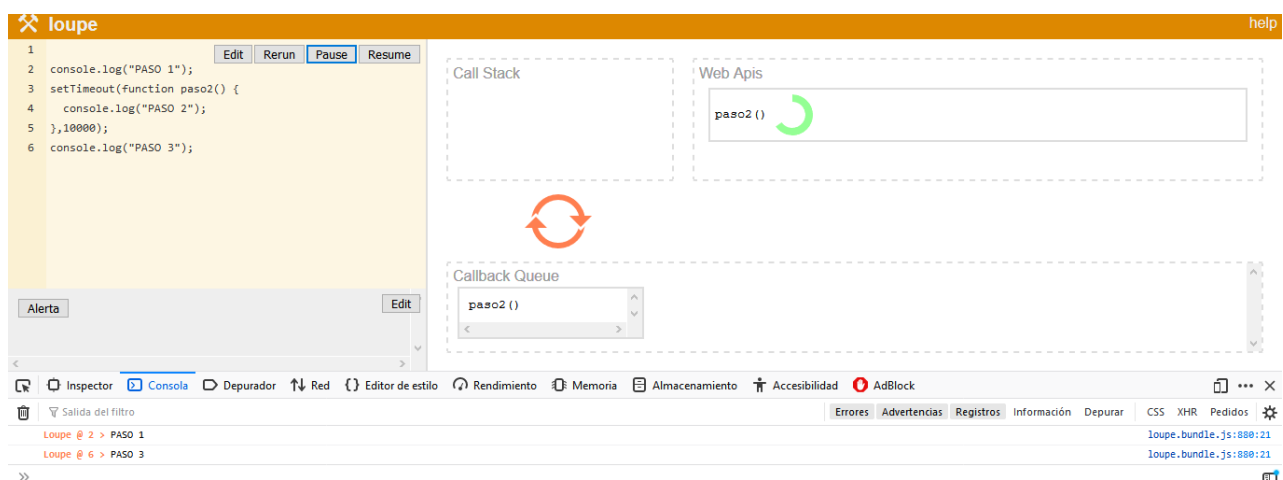 loupe
help
Edit Rerun Pause Resume
1
2 console.log("PASO 1");
3 setTimeout(function paso2() {
4 console.log("PASO 2");
5 },10000);
6 console.log("PASO 3");
Call Stack
Web Apis
paso2()
Callback Queue
paso2()
Alerta
Edit
Inspector Consola Depurador Red {} Editor de estilo Rendimiento Memoria Almacenamiento Accesibilidad AdBlock
Salida del filtro
Errores Advertencias Registros Información Depurar CSS XHR Pedidos
Loupe @ 2 > PASO 1 loupe.bundle.js:880:21
Loupe @ 6 > PASO 3 loupe.bundle.js:880:21